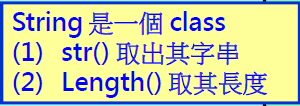 String 是一個 class
(1) str() 取出其字串
(2) Length() 取其長度